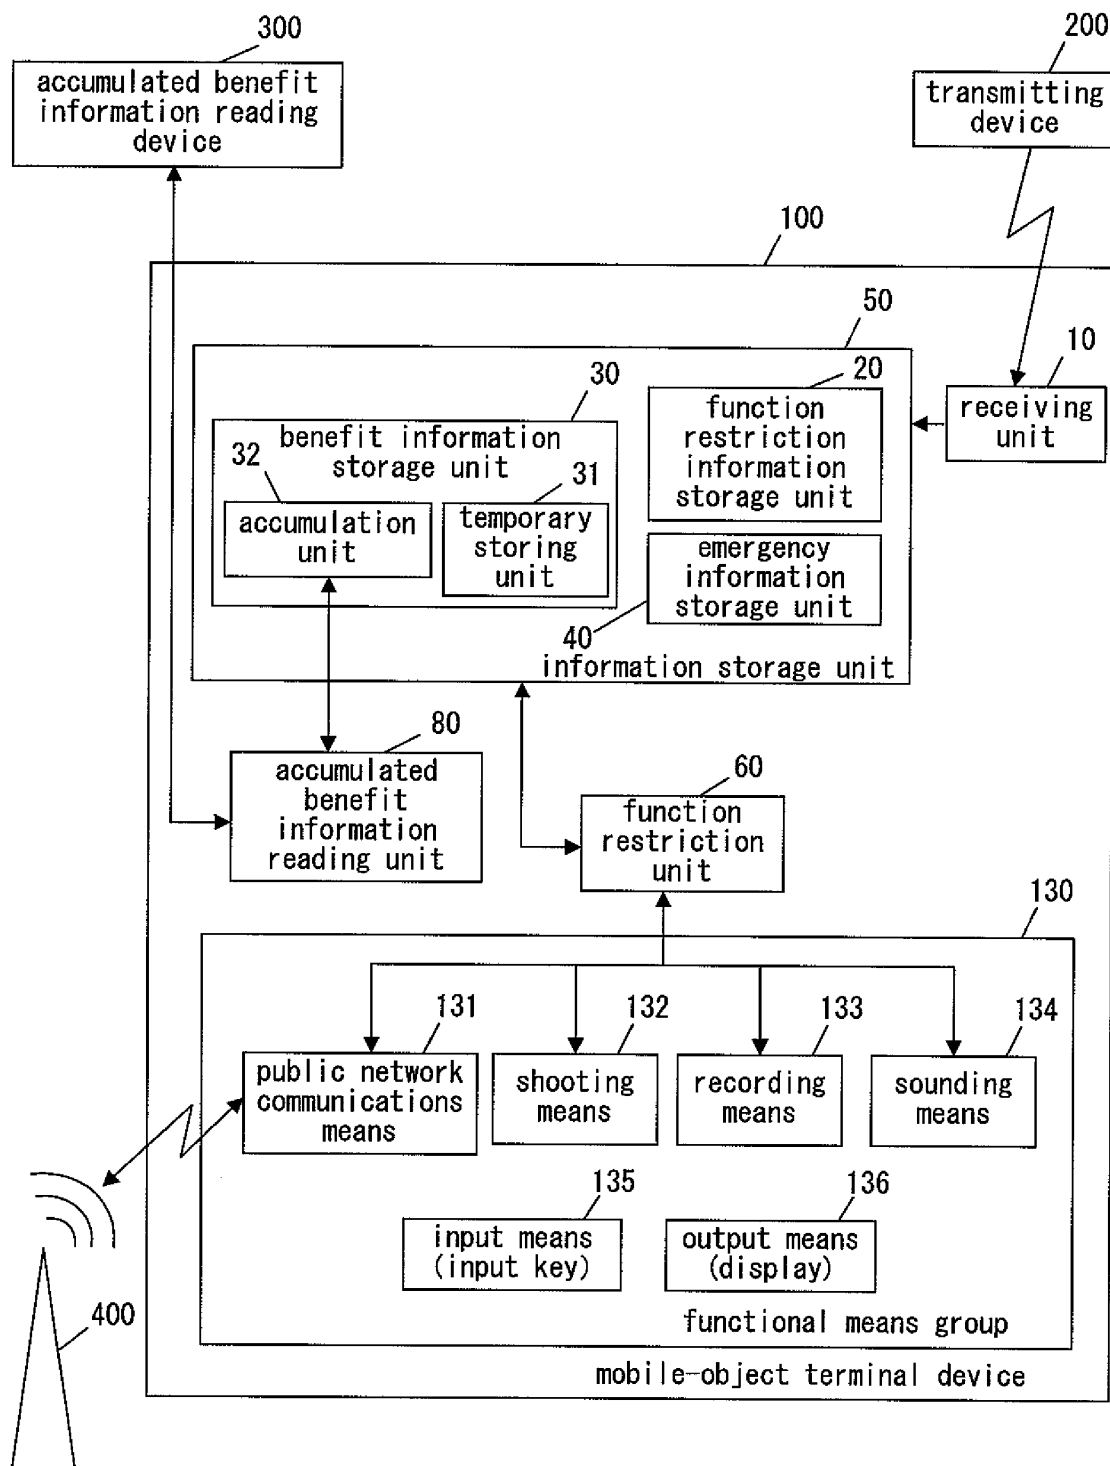 300
accumulated benefit
information reading
device
200
transmitting
device
100
50
10
receiving
unit
30
20
benefit information
storage unit
function
restriction
information
storage unit
32
31
accumulation
unit
temporary
storing
unit
emergency
information
storage unit
40
information storage unit
80
accumulated
benefit
information
reading unit
60
function
restriction
unit
130
131
132
133
134
public network
communications
means
shooting
means
recording
means
sounding
means
135
136
input means
(input key)
output means
(display)
400
functional means group
mobile-object terminal device